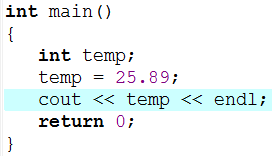 int main()
{
int temp;
temp = 25.89;
cout << temp << endl;
return 0;
}